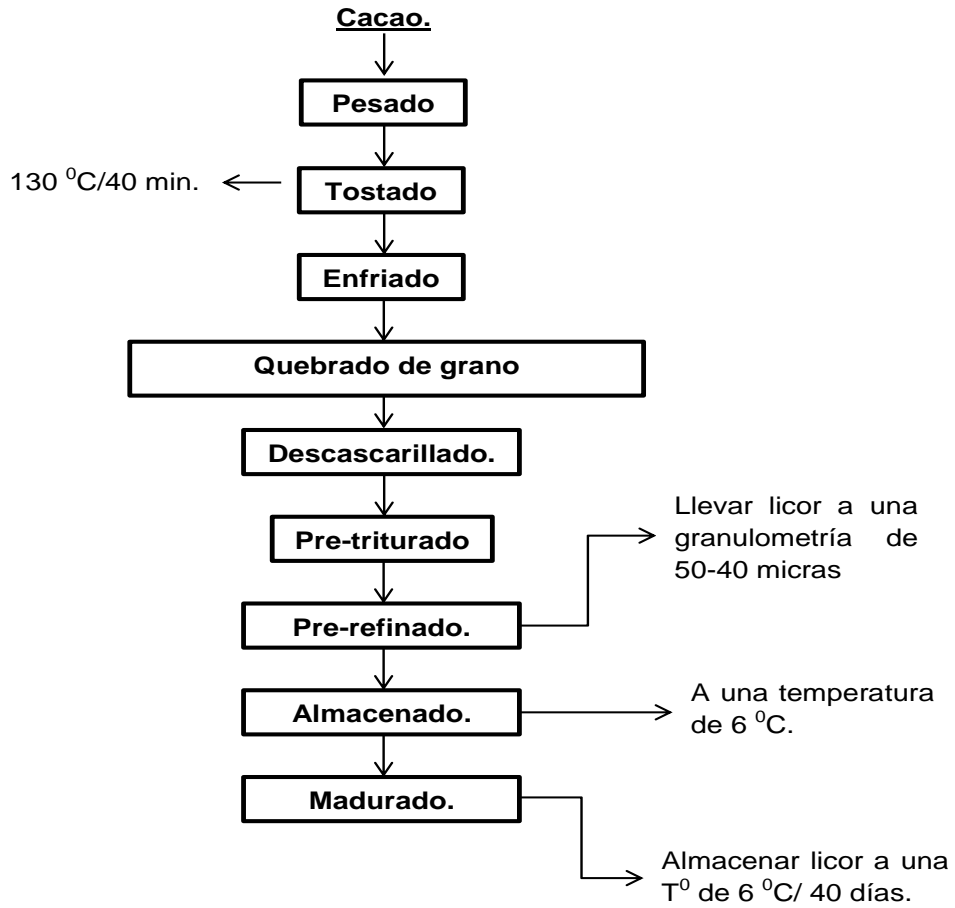 Cacao.
Pesado
130 ⁰C/40 min.
Tostado
Enfriado
Quebrado de grano
Descascarillado.
Pre-triturado
Llevar licor a una
granulometría de
50-40 micras
Pre-refinado.
Almacenado.
A una temperatura
de 6 ⁰C.
Madurado.
Almacenar licor a una
T⁰ de 6 ⁰C/ 40 días.